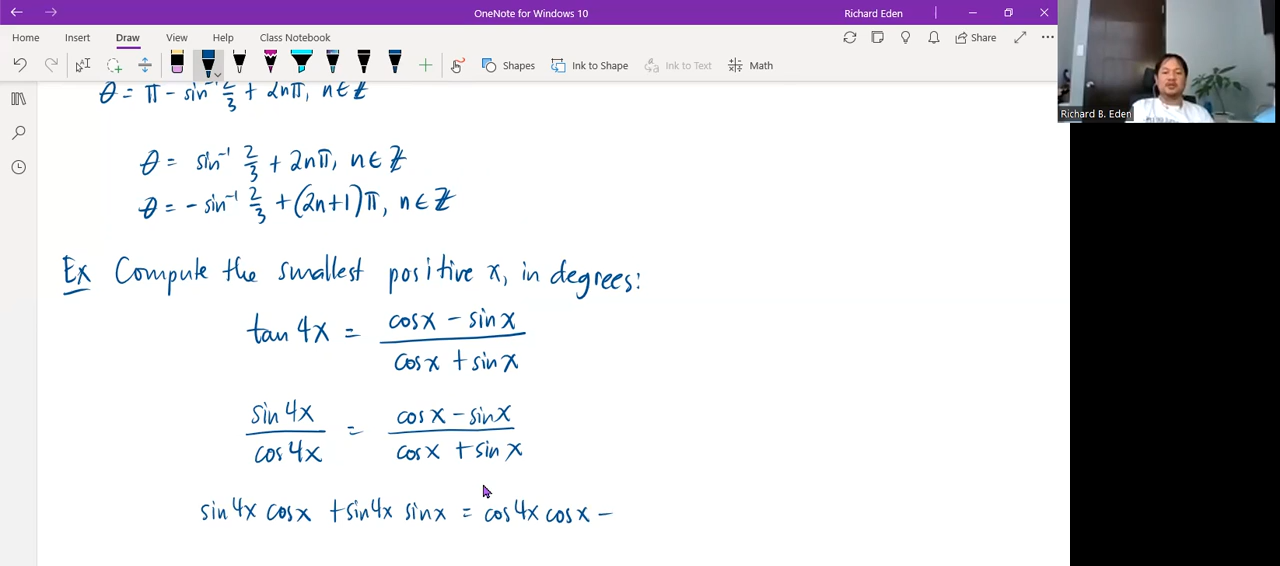 OneNote for Windows 10
Richard Eden
Home Insert Draw View Help Class Notebook
Share
Shapes Ink to Shape Ink to Text Math
Richard B. Eden
θ = π - sin⁻¹ 2/3 + 2nπ, n ∈ ℤ
θ = sin⁻¹ 2/3 + 2nπ, n ∈ ℤ
θ = - sin⁻¹ 2/3 + (2n+1)π, n ∈ ℤ
Ex Compute the smallest positive x, in degrees:
tan 4x = (cos x - sin x)/(cos x + sin x)
sin 4x/cos 4x = (cos x - sin x)/(cos x + sin x)
sin 4x cos x + sin 4x sin x = cos 4x cos x -